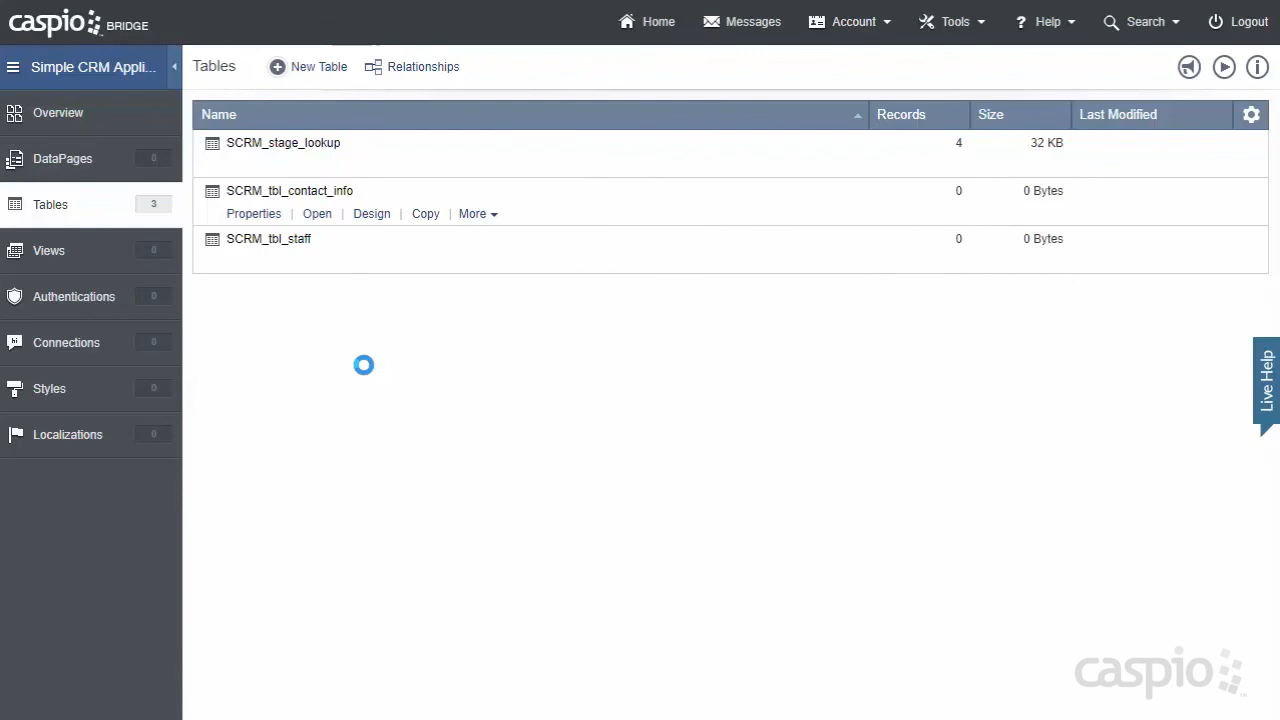 caspio BRIDGE
Home Messages Account Tools ? Help Search Logout
Simple CRM Appli...
Tables New Table Relationships
Overview
DataPages 0
Tables 3
Views 0
Authentications 0
Connections 0
Styles 0
Localizations 0
Name Records Size Last Modified
SCRM_stage_lookup 4 32 KB
SCRM_tbl_contact_info 0 0 Bytes
Properties | Open | Design | Copy | More
SCRM_tbl_staff 0 0 Bytes
Live Help
caspio